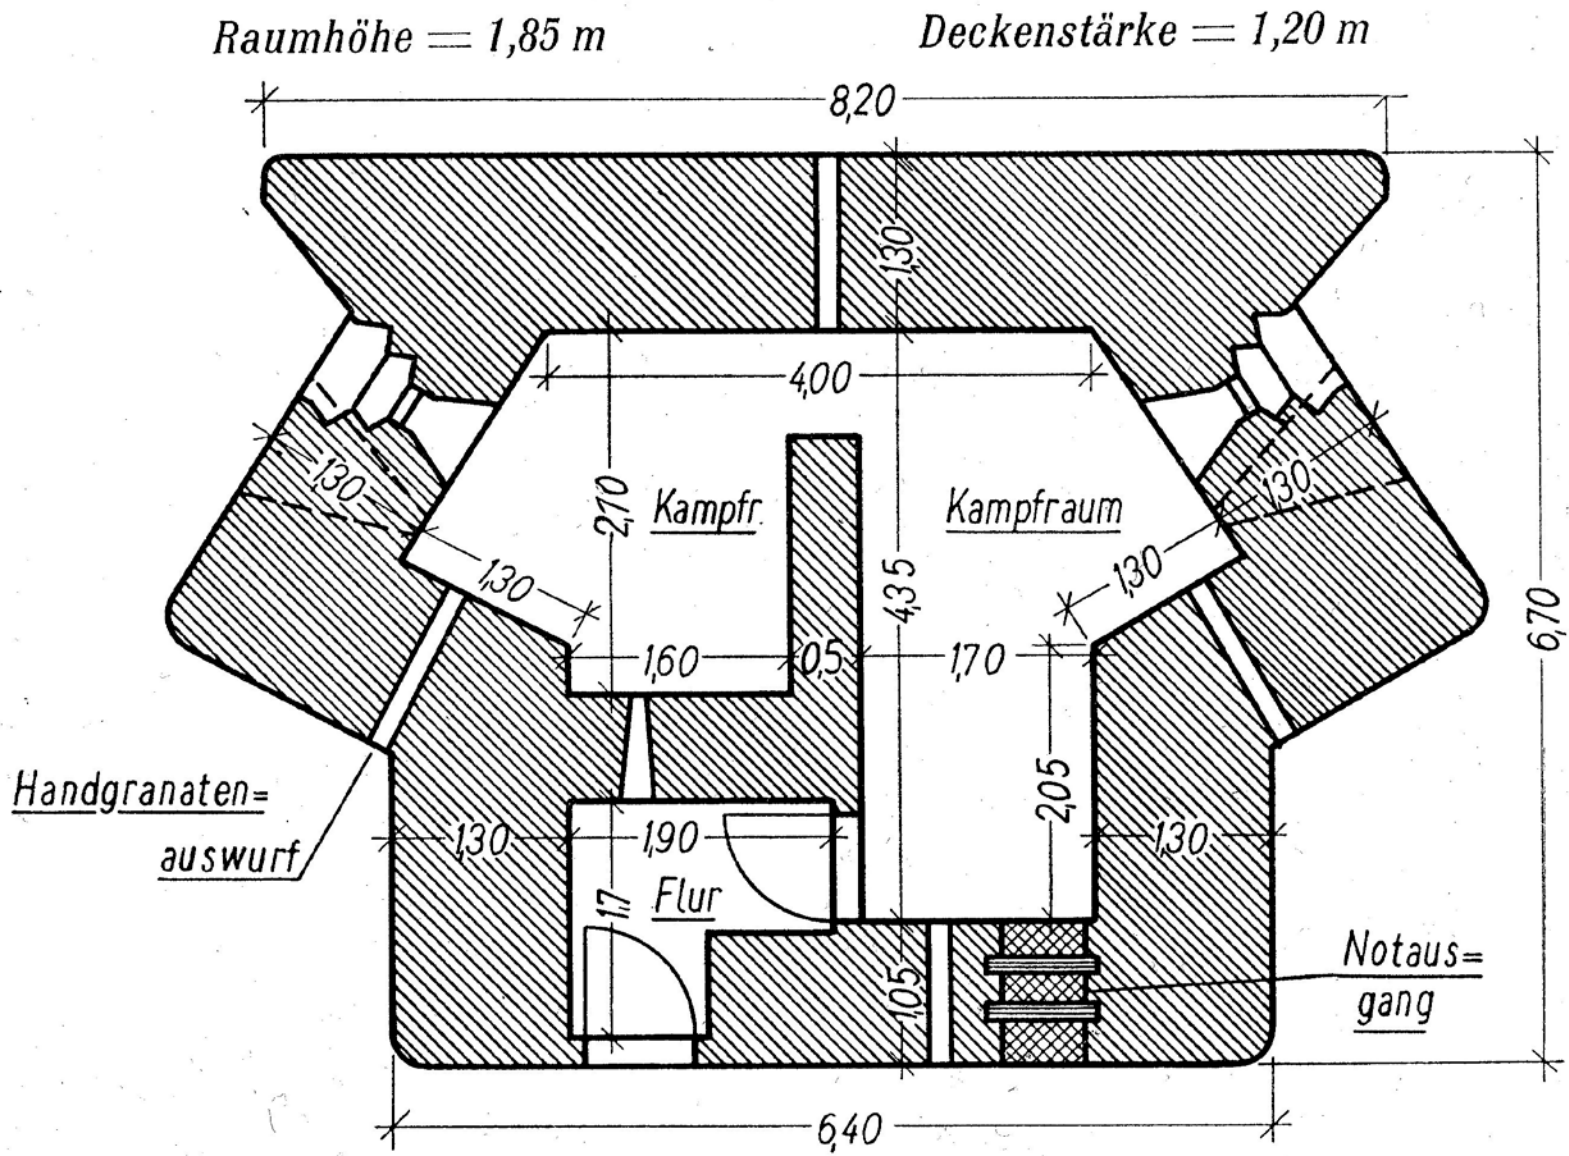 Raumhöhe = 1,85 m
Deckenstärke = 1,20 m
8,20
1,30
4,00
2,10
Kampfr.
Kampfraum
1,30
1,30
1,30
1,30
4,35
6,70
1,60
0,5
1,70
2,05
Handgranaten=
auswurf
1,30
1,90
1,30
1,7
Flur
1,05
Notaus=
gang
6,40